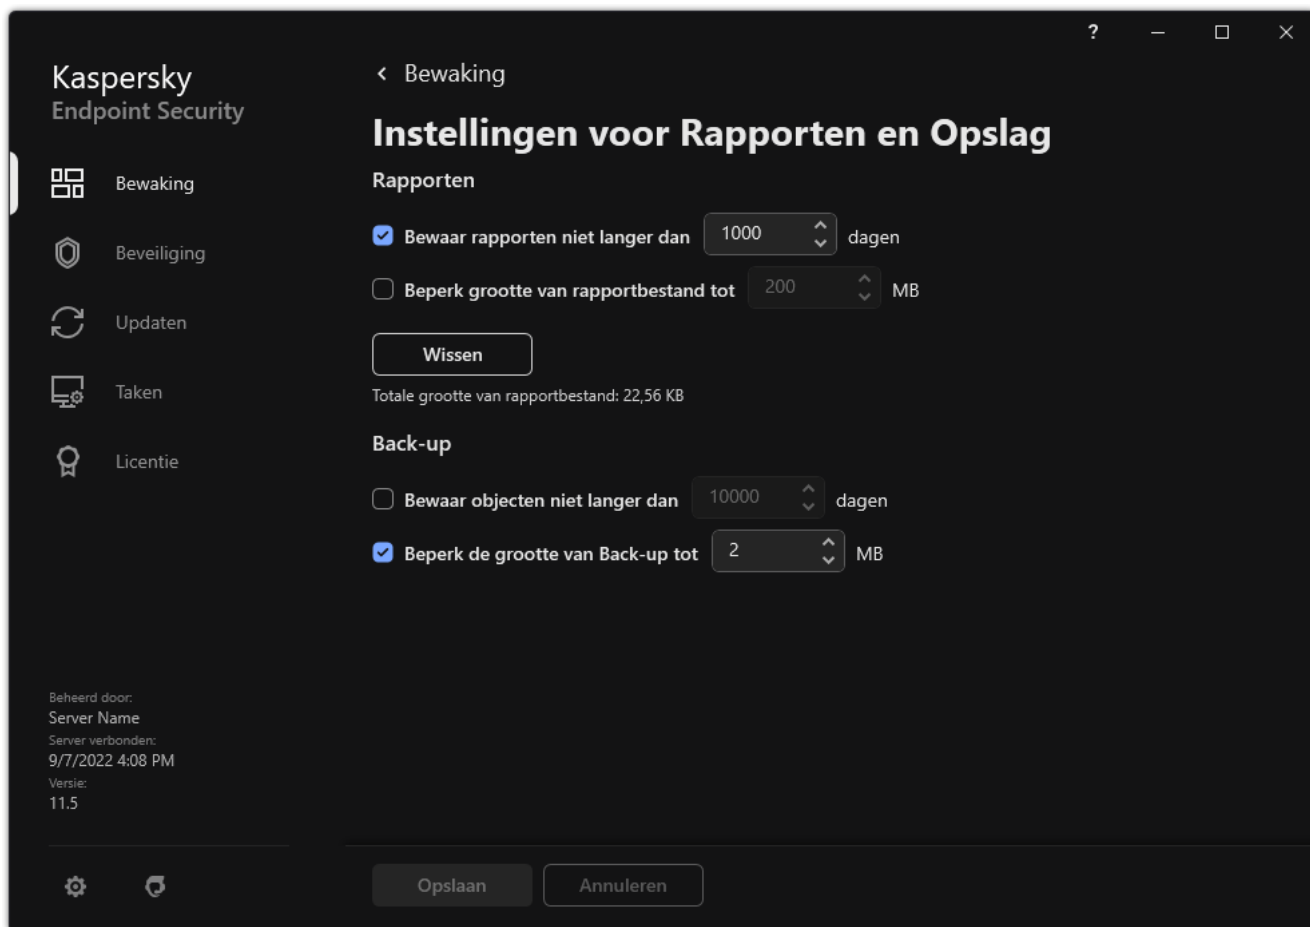 ?
Kaspersky
Endpoint Security
Bewaking
Beveiliging
Updaten
Taken
Licentie
Beheerd door:
Server Name
Server verbonden:
9/7/2022 4:08 PM
Versie:
11.5
Bewaking
Instellingen voor Rapporten en Opslag
Rapporten
Bewaar rapporten niet langer dan 1000 dagen
Beperk grootte van rapportbestand tot 200 MB
Wissen
Totale grootte van rapportbestand: 22,56 KB
Back-up
Bewaar objecten niet langer dan 10000 dagen
Beperk de grootte van Back-up tot 2 MB
Opslaan Annuleren